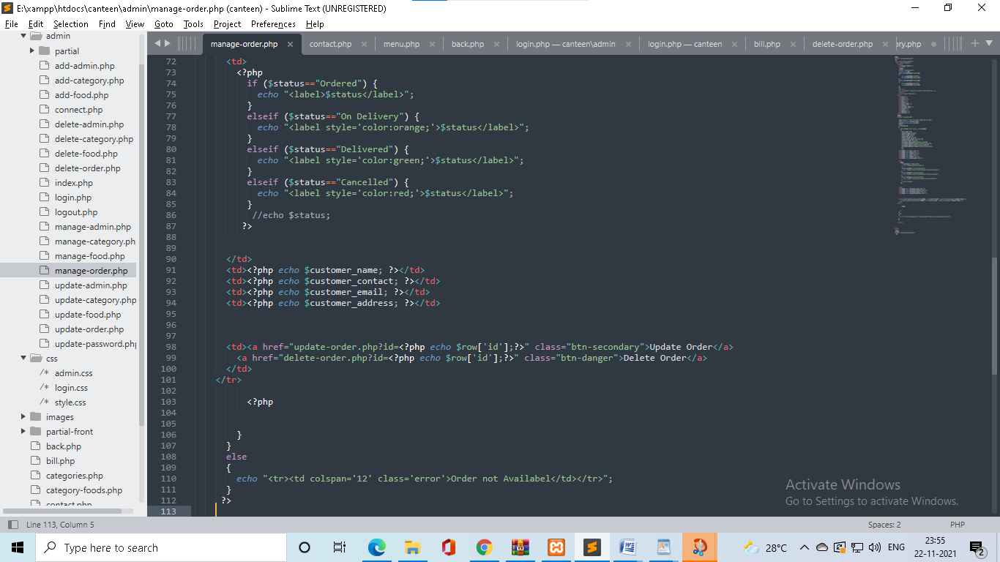 E:\xampp\htdocs\canteen\admin\manage-order.php (canteen) - Sublime Text (UNREGISTERED)
File Edit Selection Find View Goto Tools Project Preferences Help
admin
partial
add-admin.php
add-category.php
add-food.php
connect.php
delete-admin.php
delete-category.php
delete-food.php
delete-order.php
index.php
login.php
logout.php
manage-admin.php
manage-category.ph
manage-food.php
manage-order.php
update-admin.php
update-category.php
update-food.php
update-order.php
update-password.php
css
/* admin.css
/* login.css
/* style.css
images
partial-front
back.php
bill.php
categories.php
category-foods.php
contact.php
manage-order.php × contact.php × menu.php × back.php × login.php — canteen\admin × login.php — canteen × bill.php × delete-order.php × ory.php
72 <td>
73 <?php
74 if ($status=="Ordered") {
75 echo "<label>$status</label>";
76 }
77 elseif ($status=="On Delivery") {
78 echo "<label style='color:orange;'>$status</label>";
79 }
80 elseif ($status=="Delivered") {
81 echo "<label style='color:green;'>$status</label>";
82 }
83 elseif ($status=="Cancelled") {
84 echo "<label style='color:red;'>$status</label>";
85 }
86 //echo $status;
87 ?>
88
89
90 </td>
91 <td><?php echo $customer_name; ?></td>
92 <td><?php echo $customer_contact; ?></td>
93 <td><?php echo $customer_email; ?></td>
94 <td><?php echo $customer_address; ?></td>
95
96
97
98 <td><a href="update-order.php?id=<?php echo $row['id'];?>" class="btn-secondary">Update Order</a>
99 <a href="delete-order.php?id=<?php echo $row['id'];?>" class="btn-danger">Delete Order</a>
100 </td>
101 </tr>
102
103 <?php
104
105
106 }
107 }
108 else
109 {
110 echo "<tr><td colspan='12' class='error'>Order not Availabel</td></tr>";
111 }
112 ?>
113
Activate Windows
Go to Settings to activate Windows.
Line 113, Column 5
Spaces: 2
PHP
Type here to search
28°C
ENG
23:55
22-11-2021
2